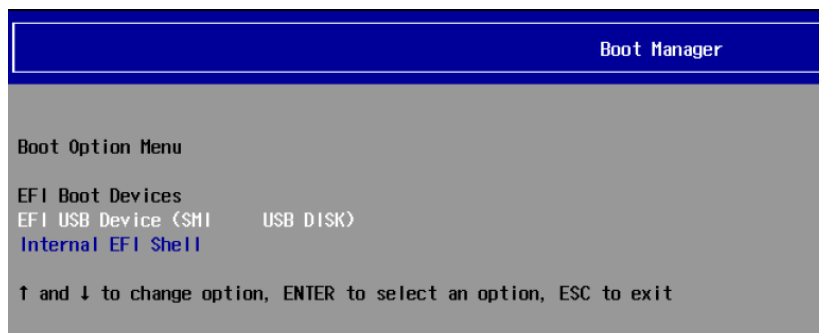 Boot Manager
Boot Option Menu
EFI Boot Devices
EFI USB Device (SMI     USB DISK)
Internal EFI Shell
↑ and ↓ to change option, ENTER to select an option, ESC to exit